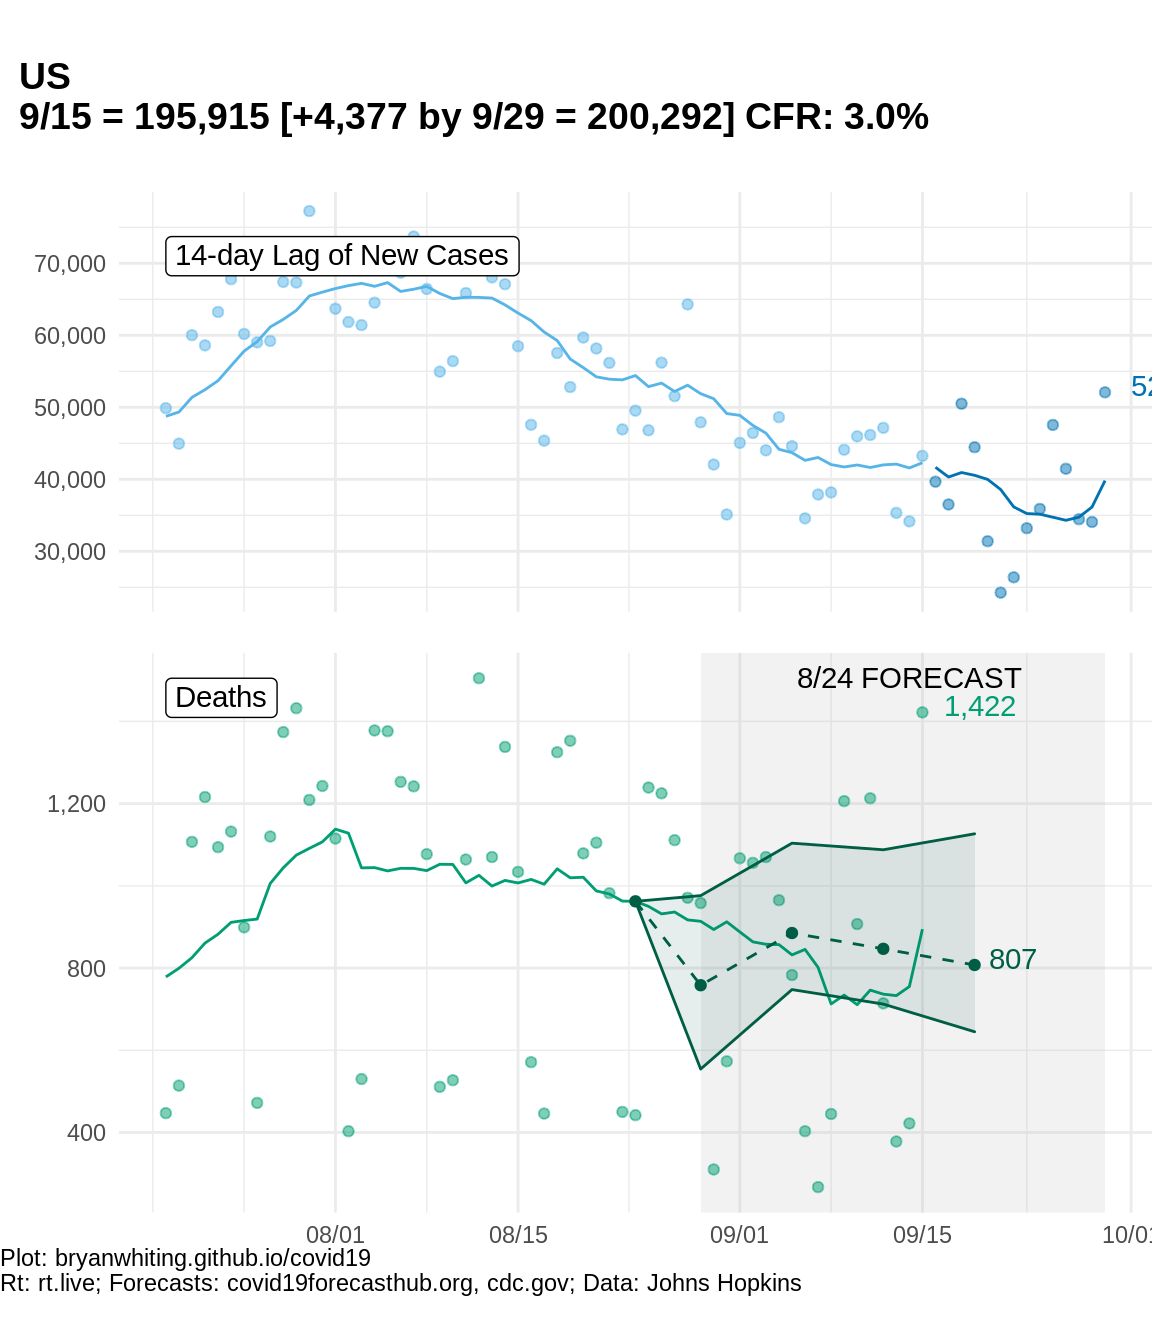 US
9/15 = 195,915 [+4,377 by 9/29 = 200,292] CFR: 3.0%
14-day Lag of New Cases
70,000
60,000
50,000
40,000
30,000
52
Deaths
8/24 FORECAST
1,422
1,200
800
400
807
08/01
08/15
09/01
09/15
10/01
Plot: bryanwhiting.github.io/covid19
Rt: rt.live; Forecasts: covid19forecasthub.org, cdc.gov; Data: Johns Hopkins